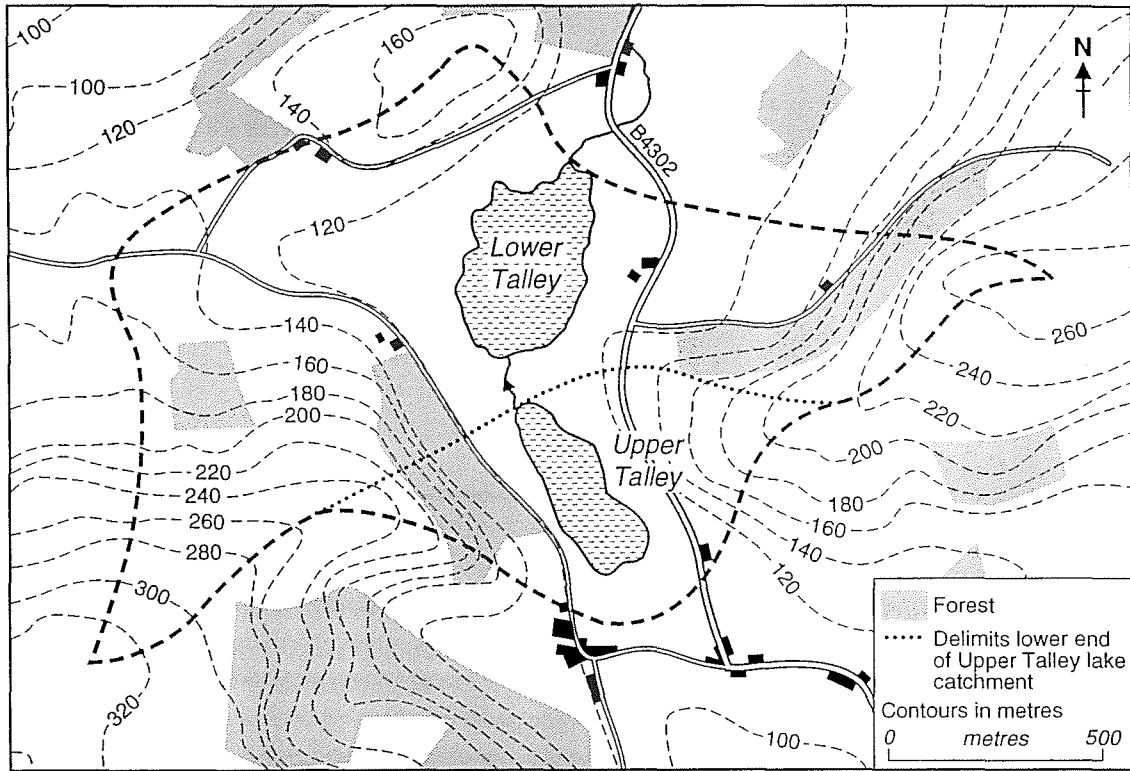 100
160
N
100
140
120
B4302
120
Lower
Talley
140
160
180
200
220
240
260
280
300
320
260
240
220
200
180
160
140
120
Upper
Talley
100
Forest
Delimits lower end
of Upper Talley lake
catchment
Contours in metres
0 metres 500